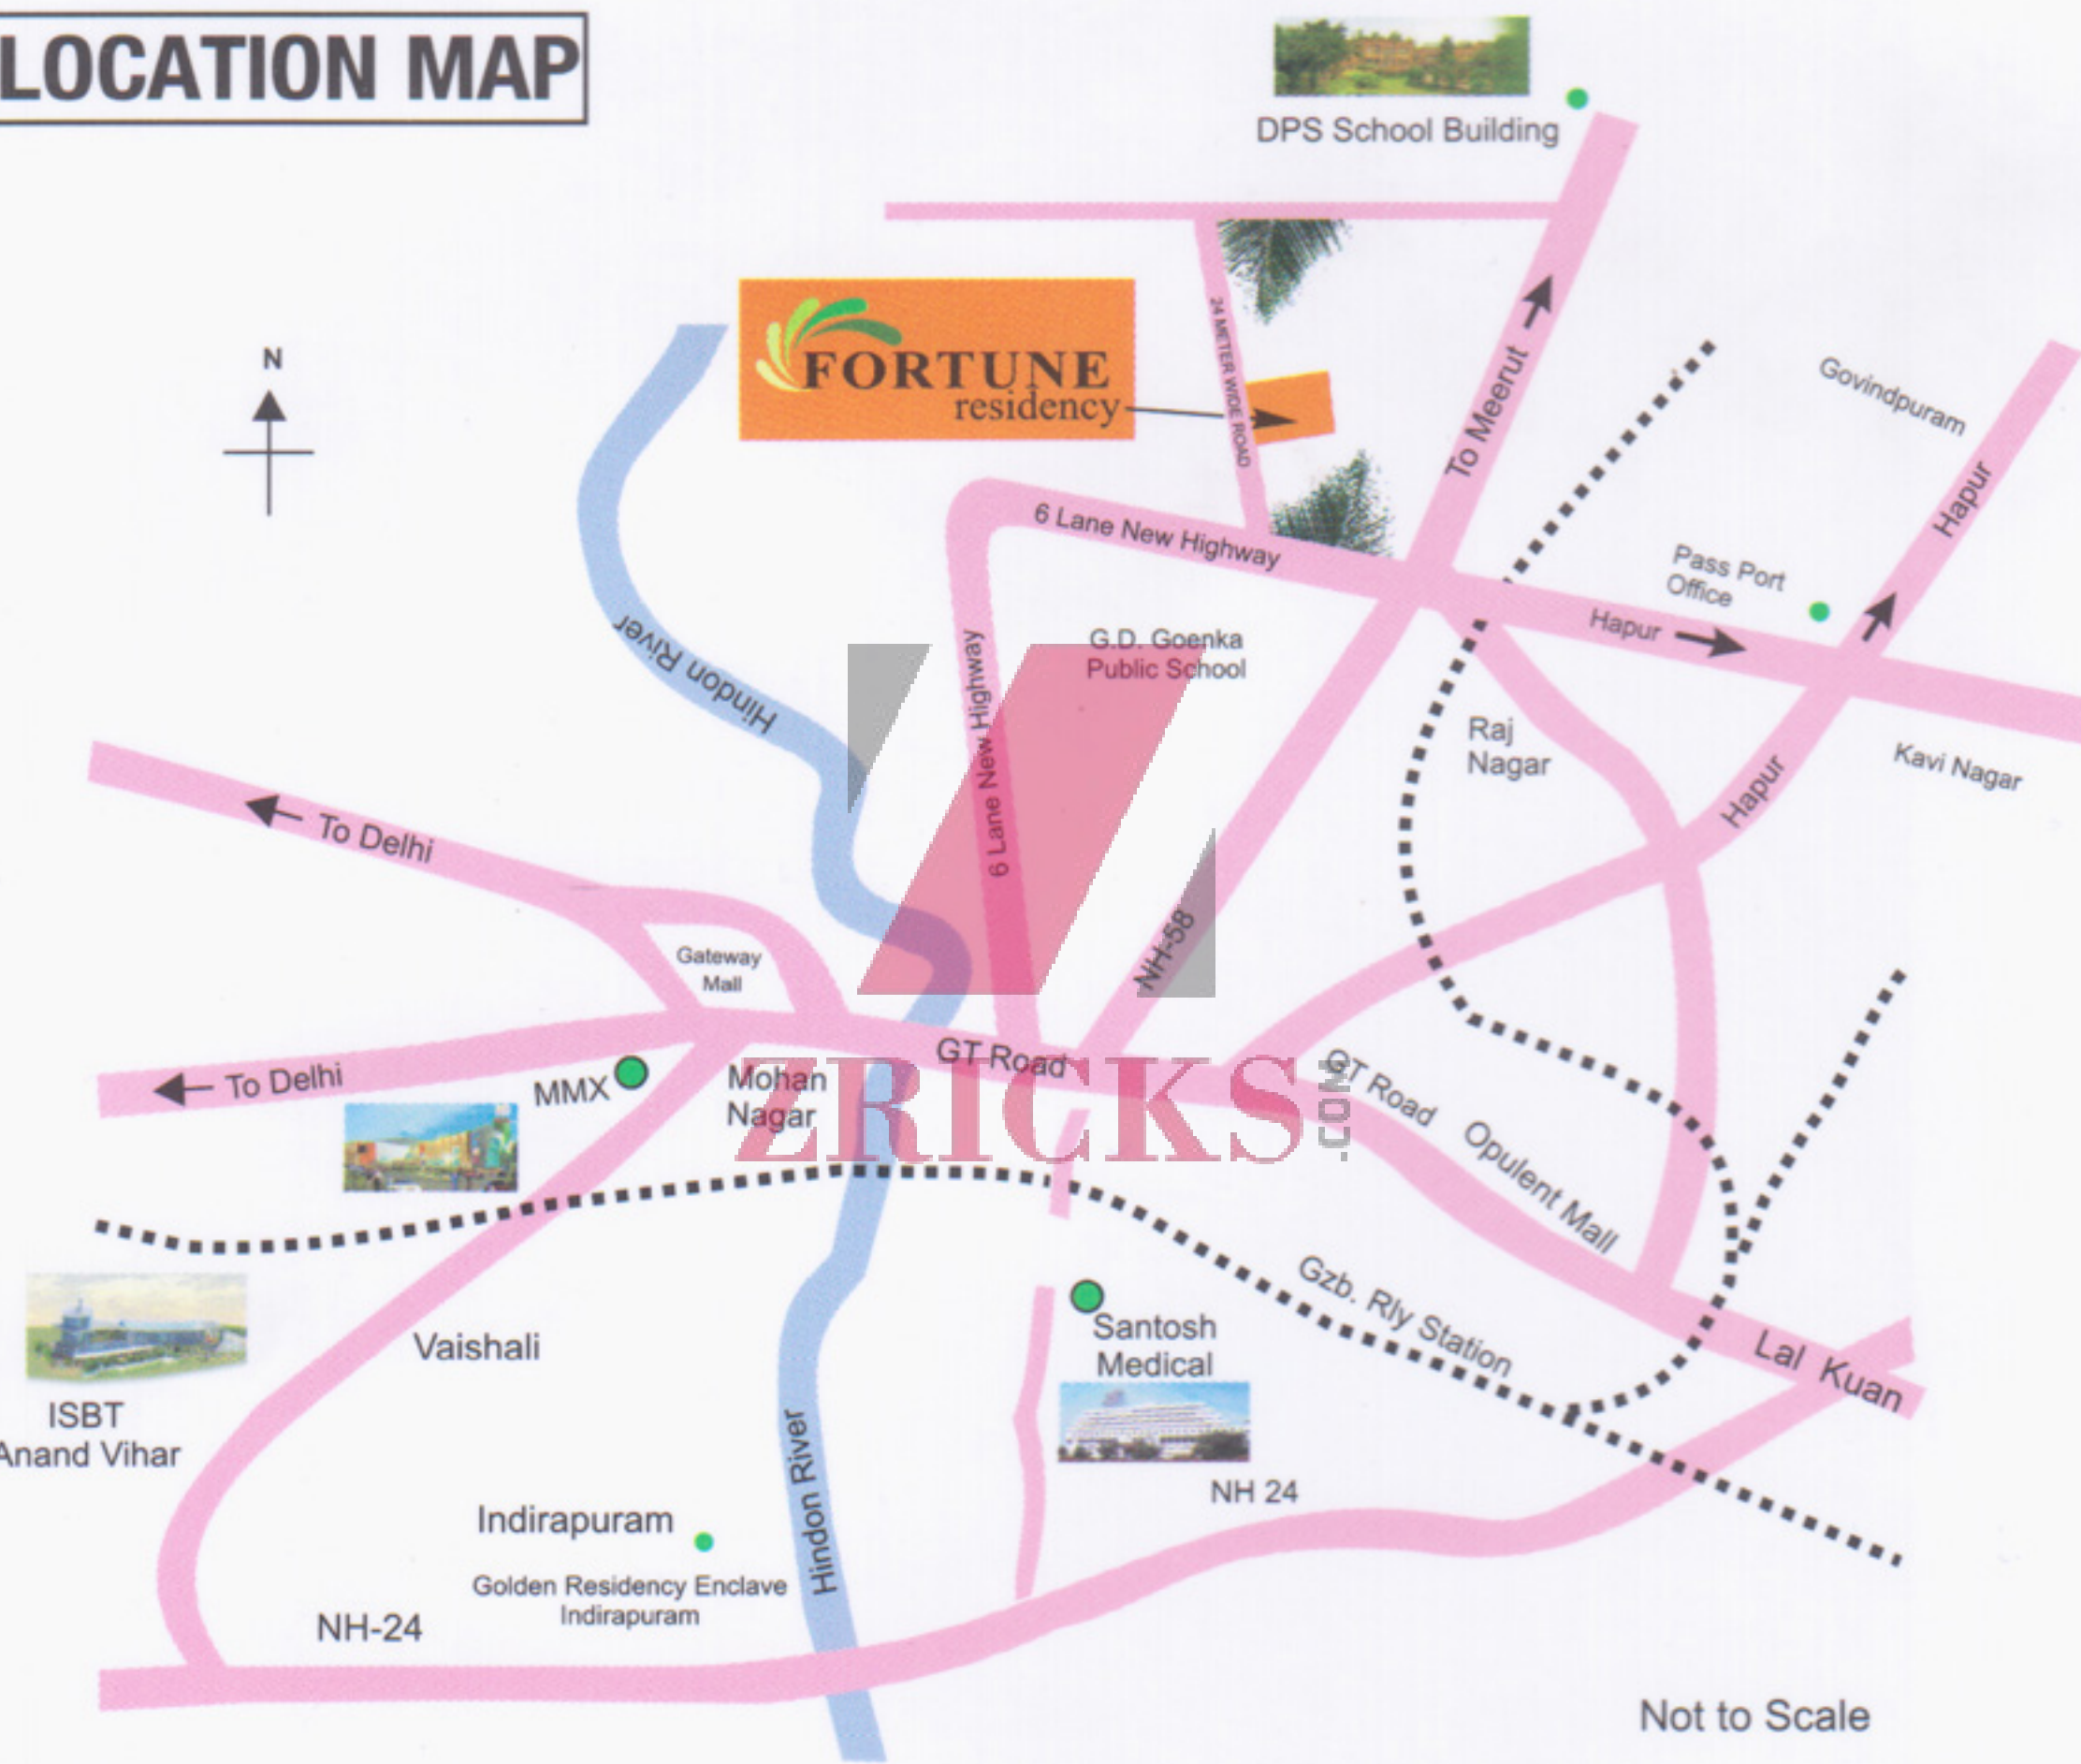 LOCATION MAP
DPS School Building
N
FORTUNE
residency
24 METER WIDE ROAD
To Meerut
Govindpuram
Hapur
6 Lane New Highway
Pass Port
Office
Hapur
Hindon River
6 Lane New Highway
G.D. Goenka
Public School
Raj
Nagar
Hapur
Kavi Nagar
To Delhi
NH-58
Gateway
Mall
To Delhi
MMX
Mohan
Nagar
GT Road
GT Road
Opulent Mall
ZRICKS
.COM
Gzb. Rly Station
Santosh
Medical
Lal Kuan
Vaishali
ISBT
Anand Vihar
Hindon River
NH 24
Indirapuram
Golden Residency Enclave
Indirapuram
NH-24
Not to Scale